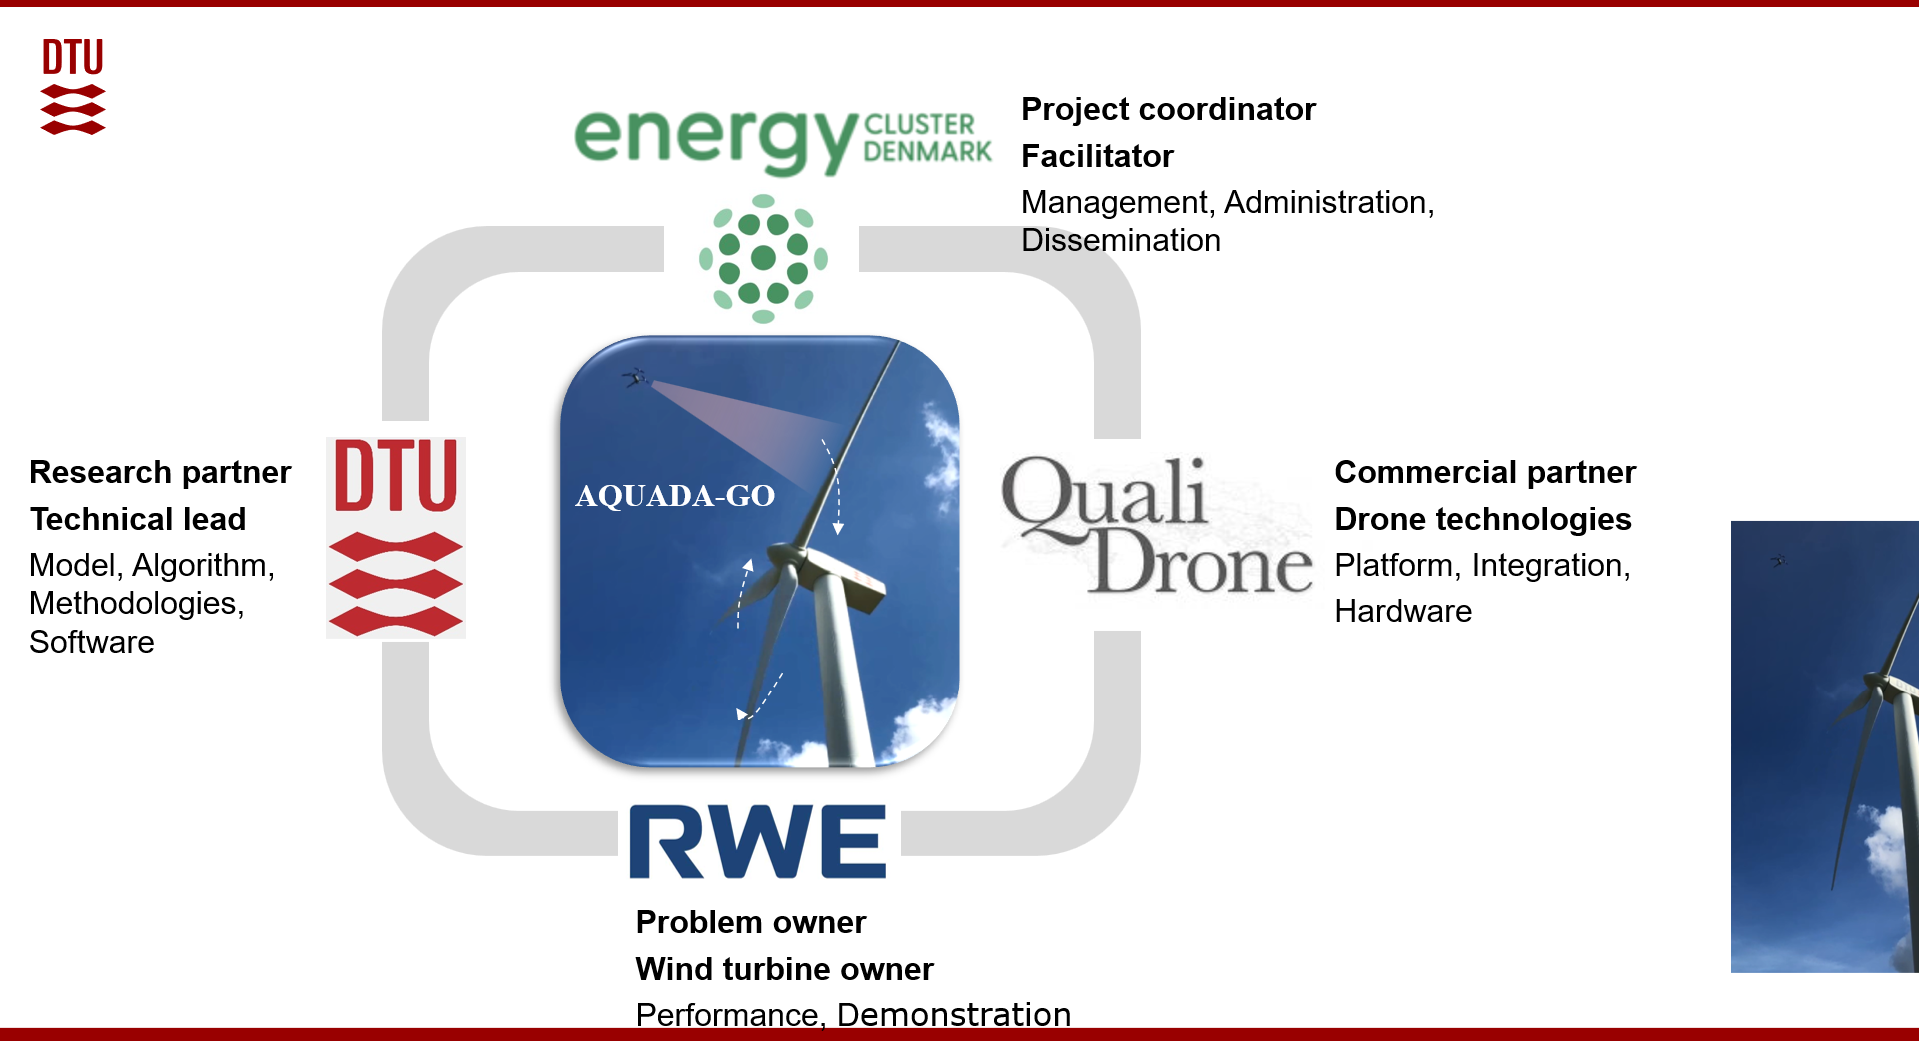 DTU
energy CLUSTER
DENMARK
Project coordinator
Facilitator
Management, Administration,
Dissemination
AQUADA-GO
Research partner
Technical lead
Model, Algorithm,
Methodologies,
Software
DTU
Quali
Drone
Commercial partner
Drone technologies
Platform, Integration,
Hardware
RWE
Problem owner
Wind turbine owner
Performance, Demonstration